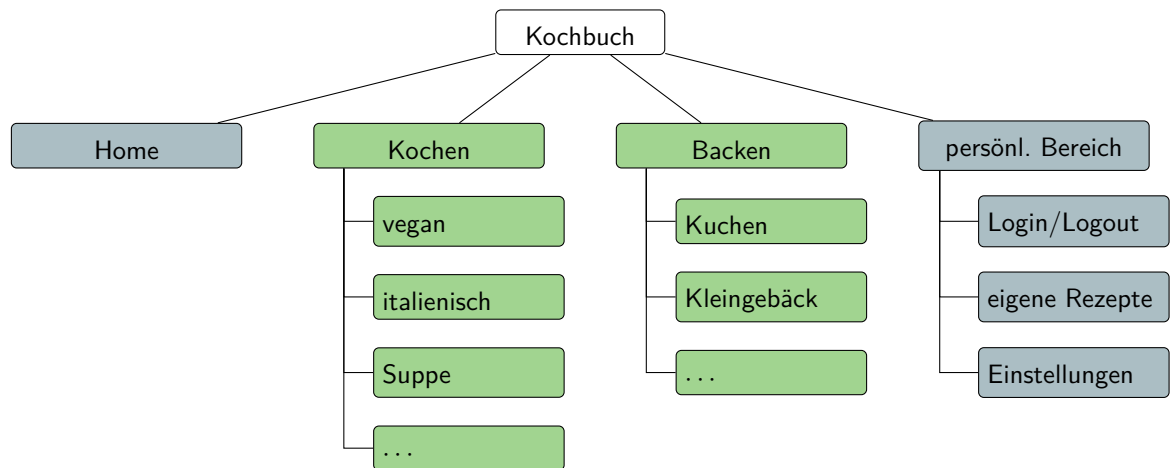 Kochbuch
Home
Kochen
Backen
persönl. Bereich
vegan
italienisch
Suppe
. . .
Kuchen
Kleingebäck
. . .
Login/Logout
eigene Rezepte
Einstellungen